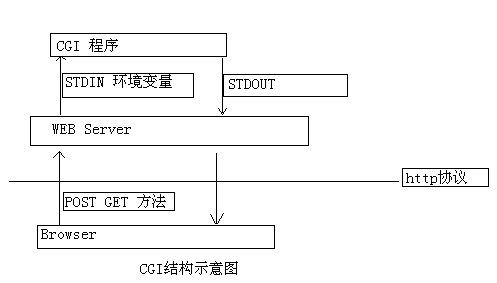 CGI 程序
STDIN 环境变量
STDOUT
WEB Server
http协议
POST GET 方法
Browser
CGI结构示意图